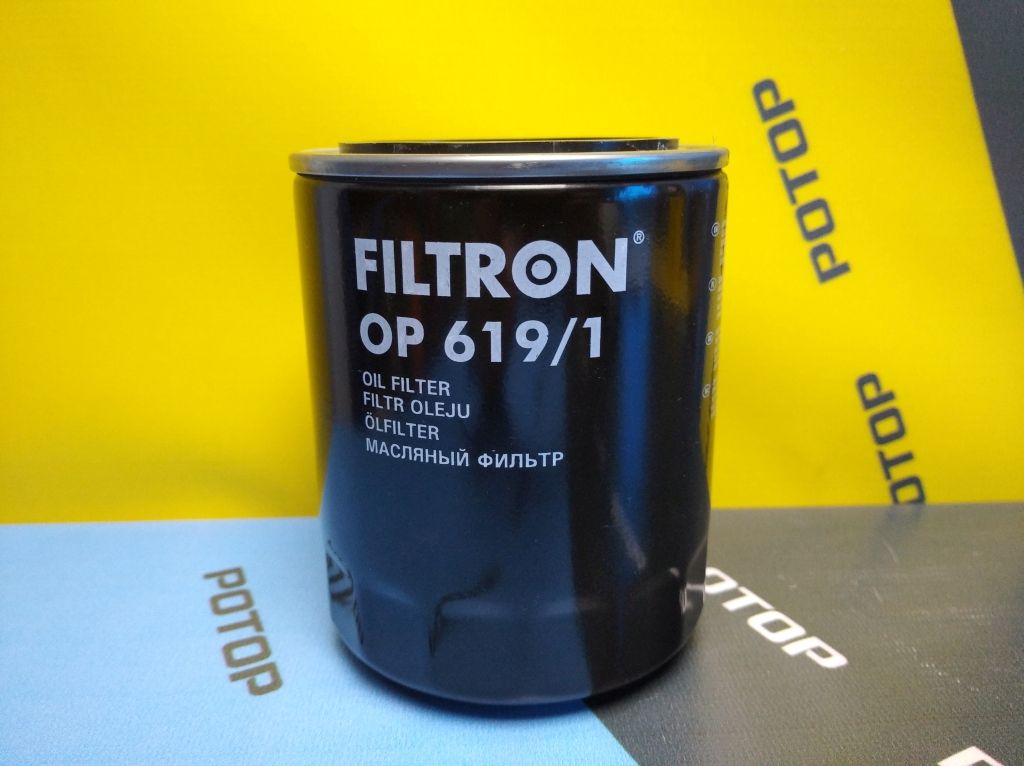 FILTRON®
OP 619/1
OIL FILTER
FILTR OLEJU
ÖLFILTER
МАСЛЯНЫЙ ФИЛЬТР
РОТОР
РОТОР
РОТОР
РОТОР